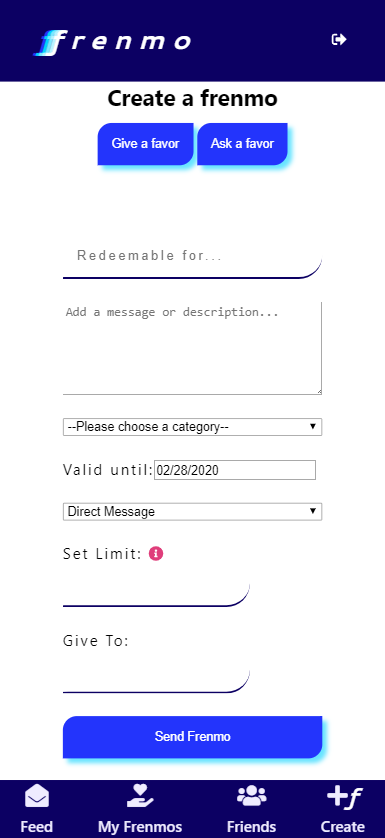 frenmo
Create a frenmo
Give a favor Ask a favor
Redeemable for...
Add a message or description...
--Please choose a category--
Valid until: 02/28/2020
Direct Message
Set Limit:
Give To:
Send Frenmo
Feed My Frenmos Friends Create